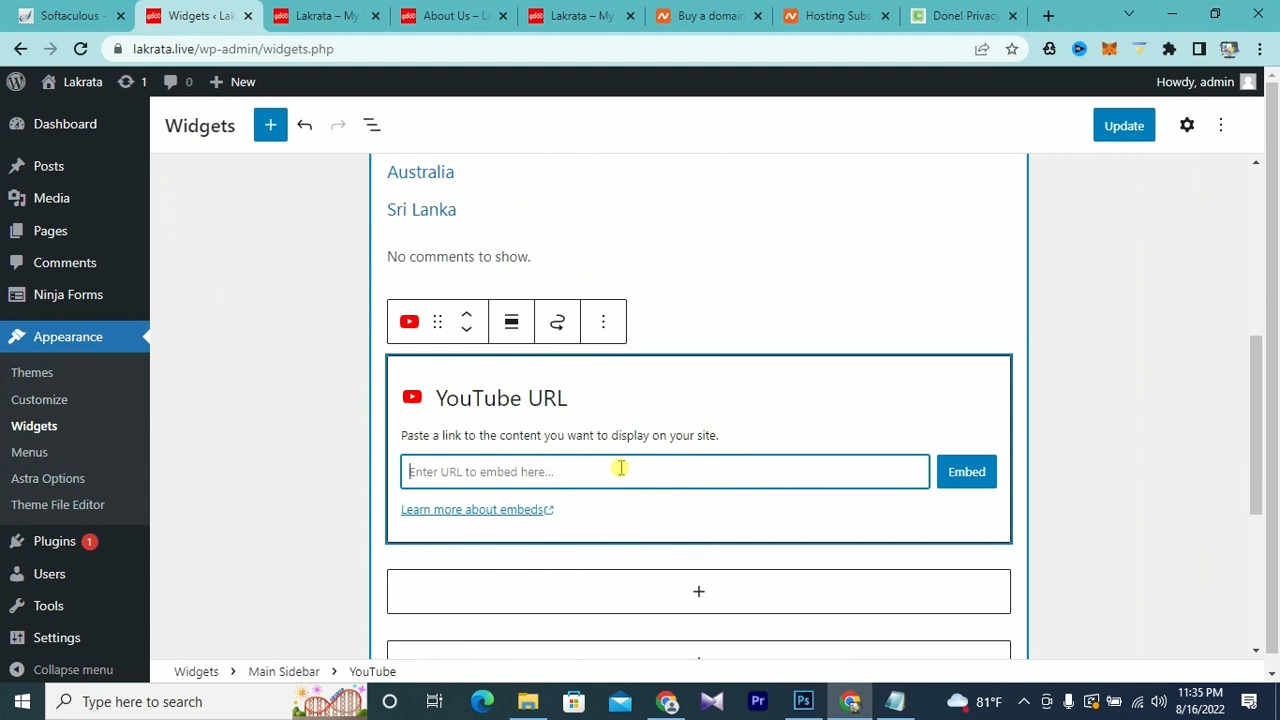 Softaculous -
Widgets ‹ Lak
Lakrata – My
About Us – La
Lakrata – My
Buy a domain
Hosting Subs
Done! Privacy
lakrata.live/wp-admin/widgets.php
Lakrata
1
0
New
Howdy, admin
Dashboard
Posts
Media
Pages
Comments
Ninja Forms
Appearance
Themes
Customize
Widgets
Menus
Astra Options
Theme File Editor
Plugins 1
Users
Tools
Settings
Collapse menu
Widgets
Update
Australia
Sri Lanka
No comments to show.
YouTube URL
Paste a link to the content you want to display on your site.
Enter URL to embed here...
Embed
Learn more about embeds
Widgets > Main Sidebar > YouTube
Type here to search
Pr
Ps
81°F
11:35 PM
8/16/2022